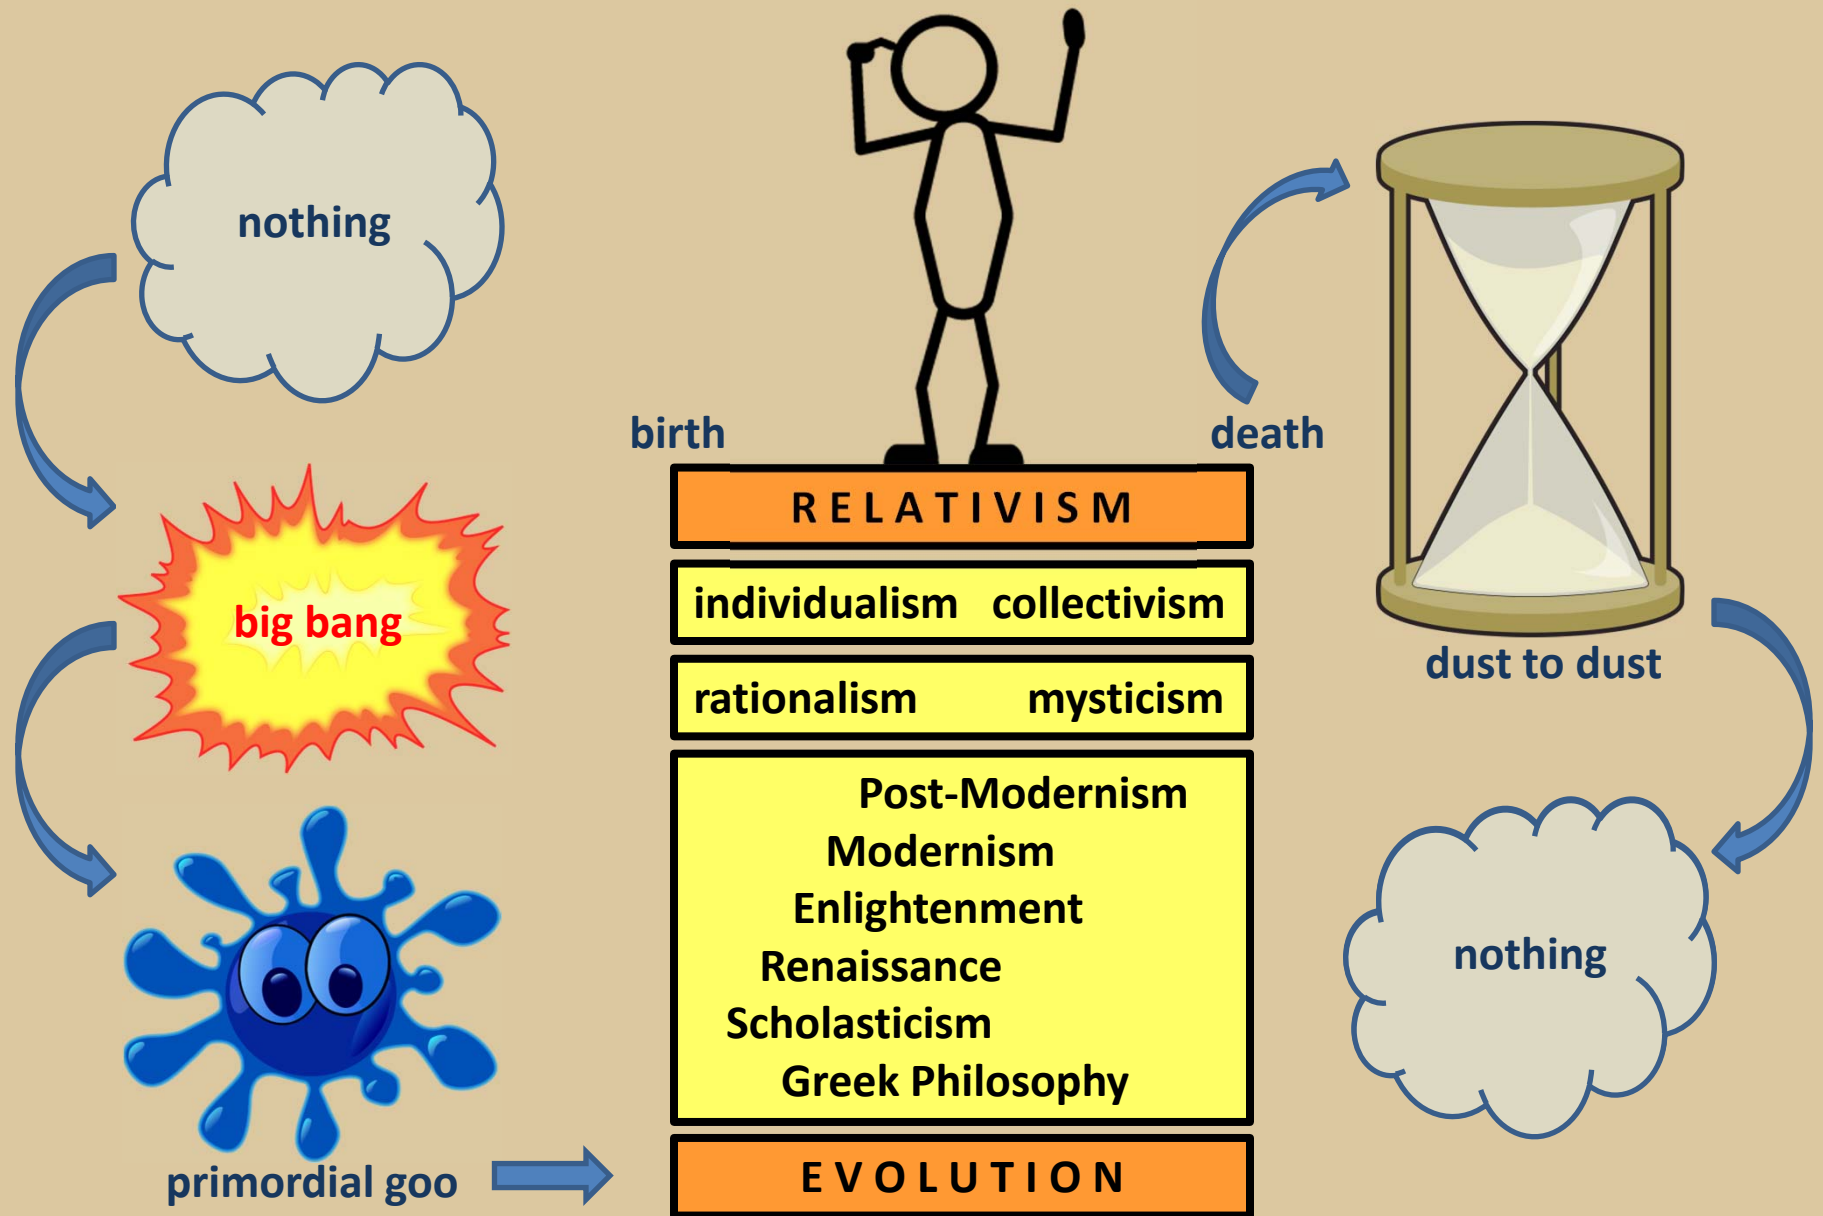 nothing
big bang
primordial goo
birth
death
RELATIVISM
individualism collectivism
rationalism mysticism
Post-Modernism
Modernism
Enlightenment
Renaissance
Scholasticism
Greek Philosophy
EVOLUTION
dust to dust
nothing